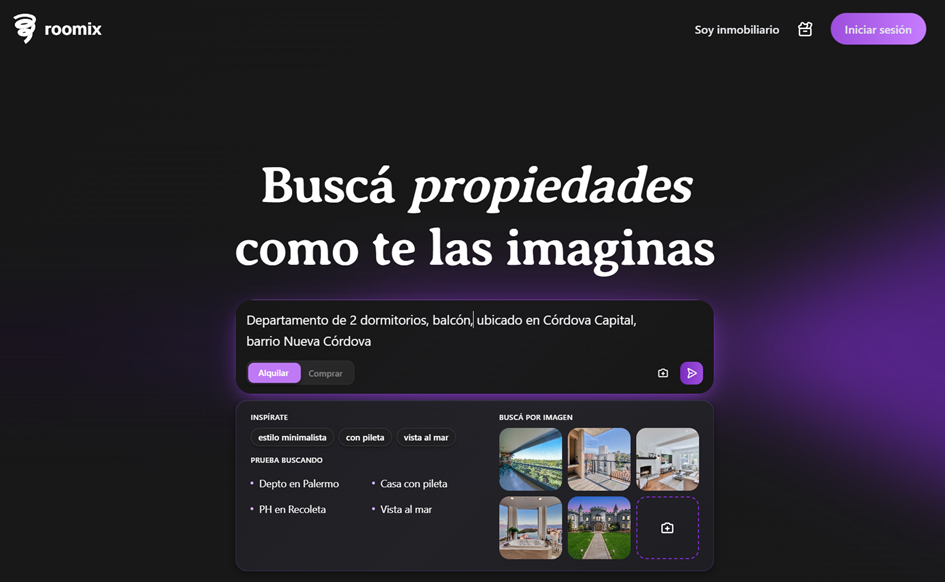 roomix
Soy inmobiliario
Iniciar sesión
Buscá propiedades
como te las imaginas
Departamento de 2 dormitorios, balcón, ubicado en Córdova Capital,
barrio Nueva Córdova
Alquilar
Comprar
INSPÍRATE
estilo minimalista
con pileta
vista al mar
PRUEBA BUSCANDO
Depto en Palermo
Casa con pileta
PH en Recoleta
Vista al mar
BUSCÁ POR IMAGEN